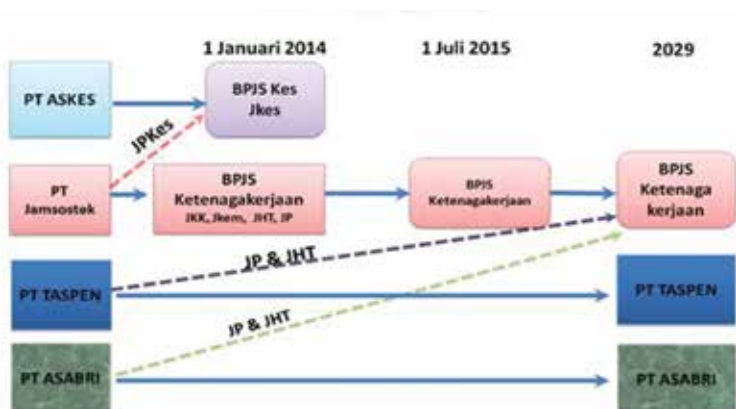 1 Januari 2014
1 Juli 2015
2029
PT ASKES
BPJS Kes
Jkes
JPKes
PT
Jamsostek
BPJS
Ketenagakerjaan
JKK, Jkem, JHT, JP
BPJS
Ketenagakerjaan
BPJS
Ketenaga
kerjaan
JP & JHT
PT TASPEN
PT TASPEN
JP & JHT
PT ASABRI
PT ASABRI